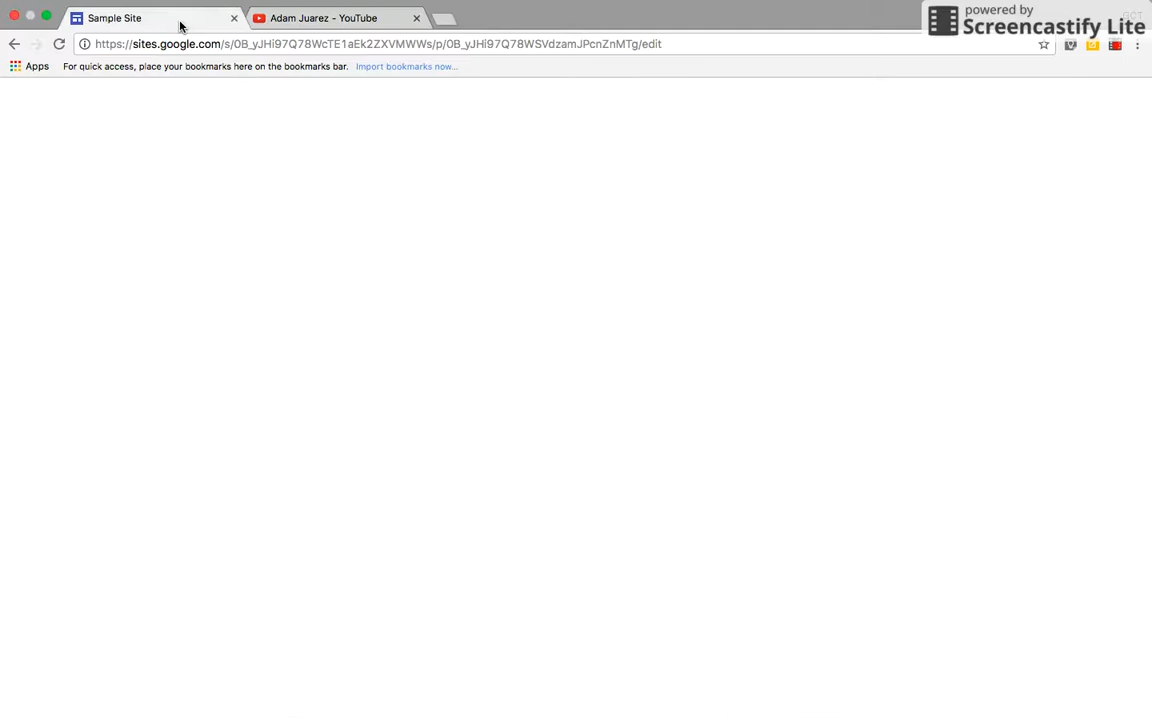 Sample Site
Adam Juarez - YouTube
powered by
Screencastify Lite
https://sites.google.com/s/0B_yJHi97Q78WcTE1aEk2ZXVMWWs/p/0B_yJHi97Q78WSVdzamJPcnZnMTg/edit
Apps
For quick access, place your bookmarks here on the bookmarks bar. Import bookmarks now...